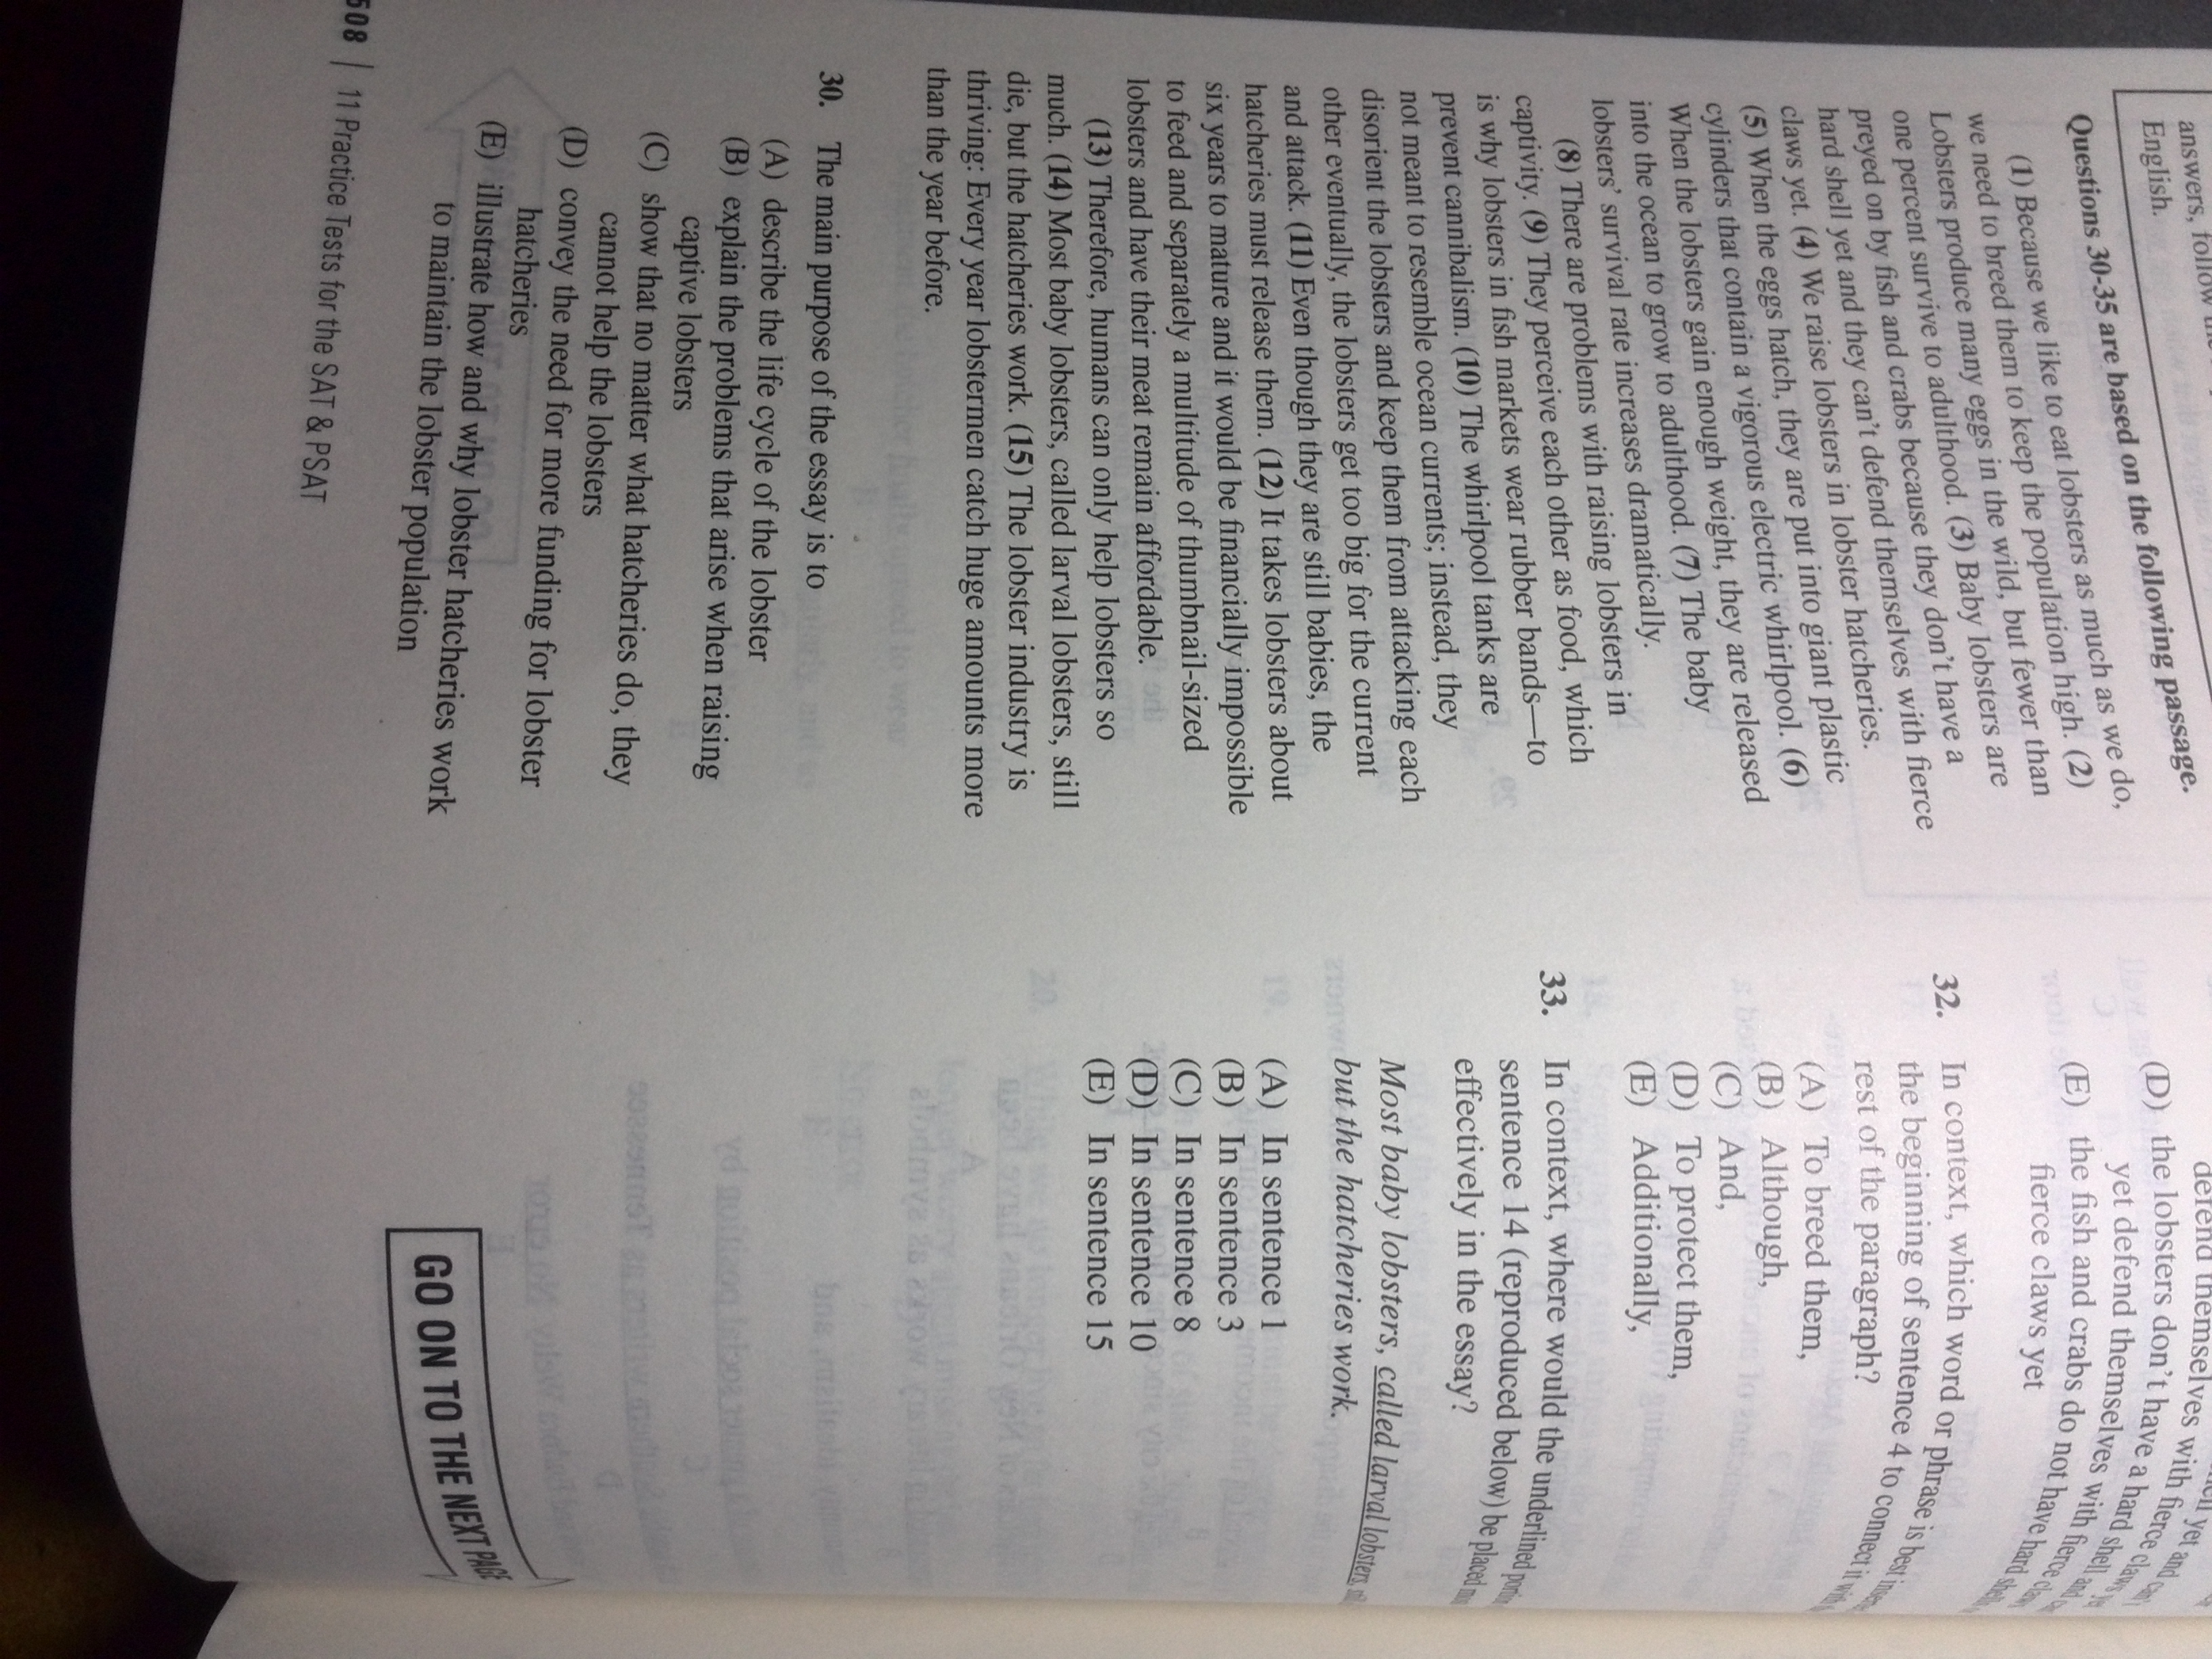 answers, follow
English.
Questions 30-35 are based on the following passage.
(1) Because we like to eat lobsters as much as we do,
we need to breed them to keep the population high. (2)
Lobsters produce many eggs in the wild, but fewer than
one percent survive to adulthood. (3) Baby lobsters are
preyed on by fish and crabs because they don't have a
hard shell yet and they can't defend themselves with fierce
claws yet. (4) We raise lobsters in lobster hatcheries.
(5) When the eggs hatch, they are put into giant plastic
cylinders that contain a vigorous electric whirlpool. (6)
When the lobsters gain enough weight, they are released
into the ocean to grow to adulthood. (7) The baby
lobsters' survival rate increases dramatically.
(8) There are problems with raising lobsters in
captivity. (9) They perceive each other as food, which
is why lobsters in fish markets wear rubber bands—to
prevent cannibalism. (10) The whirlpool tanks are
not meant to resemble ocean currents; instead, they
disorient the lobsters and keep them from attacking each
other eventually, the lobsters get too big for the current
and attack. (11) Even though they are still babies, the
hatcheries must release them. (12) It takes lobsters about
six years to mature and it would be financially impossible
to feed and separately a multitude of thumbnail-sized
lobsters and have their meat remain affordable.
(13) Therefore, humans can only help lobsters so
much. (14) Most baby lobsters, called larval lobsters, still
die, but the hatcheries work. (15) The lobster industry is
thriving: Every year lobstermen catch huge amounts more
than the year before.
30. The main purpose of the essay is to
(A) describe the life cycle of the lobster
(B) explain the problems that arise when raising
captive lobsters
(C) show that no matter what hatcheries do, they
cannot help the lobsters
(D) convey the need for more funding for lobster
hatcheries
(E) illustrate how and why lobster hatcheries work
to maintain the lobster population
508 | 11 Practice Tests for the SAT & PSAT
yet and can't
defend themselves with fierce claws yet
(D) the lobsters don't have a hard shell and
yet defend themselves with fierce claws
(E) the fish and crabs do not have hard shells
fierce claws yet
32. In context, which word or phrase is best
the beginning of sentence 4 to connect it with
rest of the paragraph?
(A) To breed them,
(B) Although,
(C) And,
(D) To protect them,
(E) Additionally,
33. In context, where would the underlined
sentence 14 (reproduced below) be placed
effectively in the essay?
Most baby lobsters, called larval lobsters,
but the hatcheries work.
(A) In sentence 1
(B) In sentence 3
(C) In sentence 8
(D) In sentence 10
(E) In sentence 15
GO ON TO THE NEXT PAGE